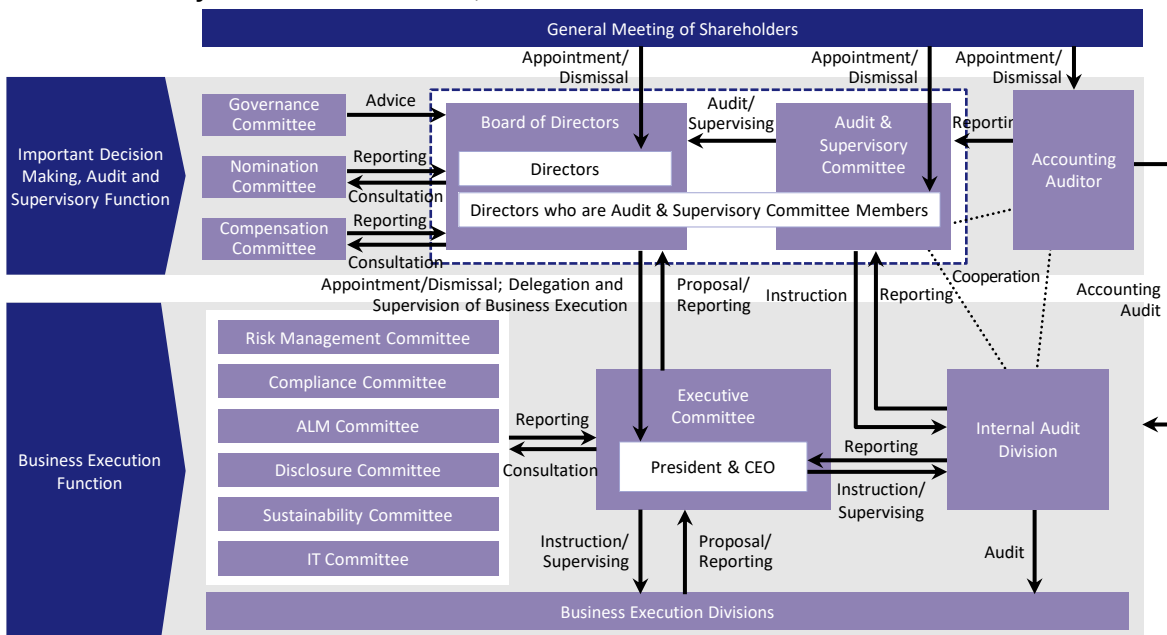 General Meeting of Shareholders
Appointment/
Dismissal
Appointment/
Dismissal
Appointment/
Dismissal
Important Decision
Making, Audit and
Supervisory Function
Governance
Committee
Advice
Nomination
Committee
Reporting
Consultation
Compensation
Committee
Reporting
Consultation
Board of Directors
Directors
Audit/
Supervising
Audit &
Supervisory
Committee
Directors who are Audit & Supervisory Committee Members
Reportin
Accounting
Auditor
Cooperation
Accounting
Audit
Appointment/Dismissal; Delegation and
Supervision of Business Execution
Proposal/
Reporting
Instruction
Reporting
Business Execution
Function
Risk Management Committee
Compliance Committee
ALM Committee
Disclosure Committee
Sustainability Committee
IT Committee
Reporting
Consultation
Executive
Committee
President & CEO
Reporting
Instruction/
Supervising
Internal Audit
Division
Instruction/
Supervising
Proposal/
Reporting
Audit
Business Execution Divisions